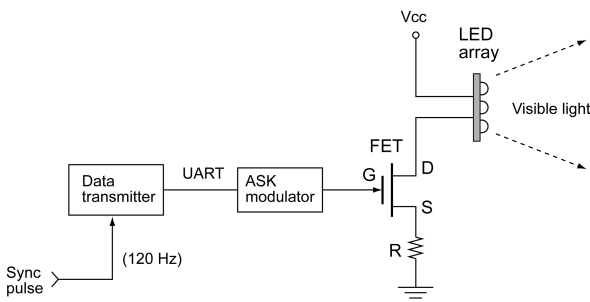 Vcc
LED
array
Visible light
FET
G
D
S
R
UART
Data
transmitter
ASK
modulator
(120 Hz)
Sync
pulse